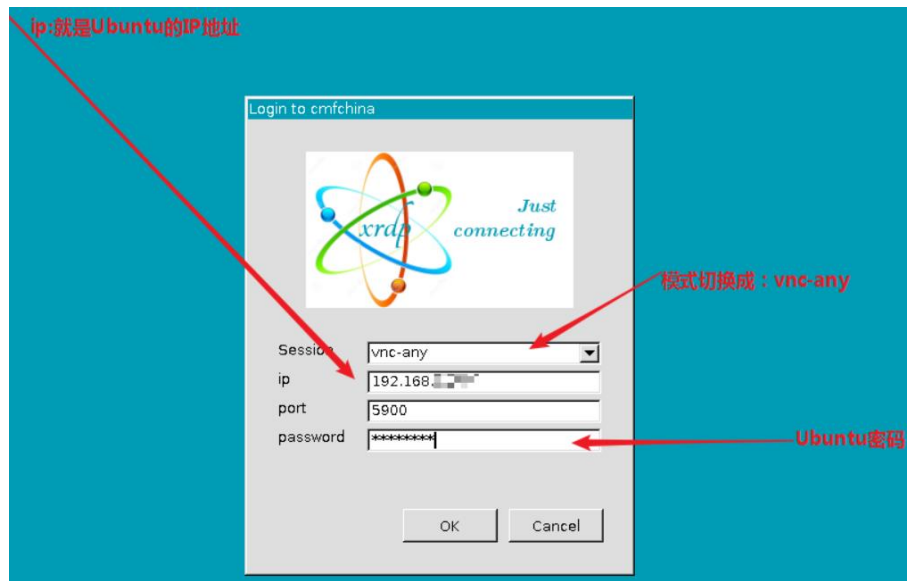 ip:就是Ubuntu的IP地址
Login to cmfchina
xrdp
Just
connecting
模式切换成：vnc-any
Session
vnc-any
ip
192.168.
port
5900
password
********
Ubuntu密码
OK
Cancel